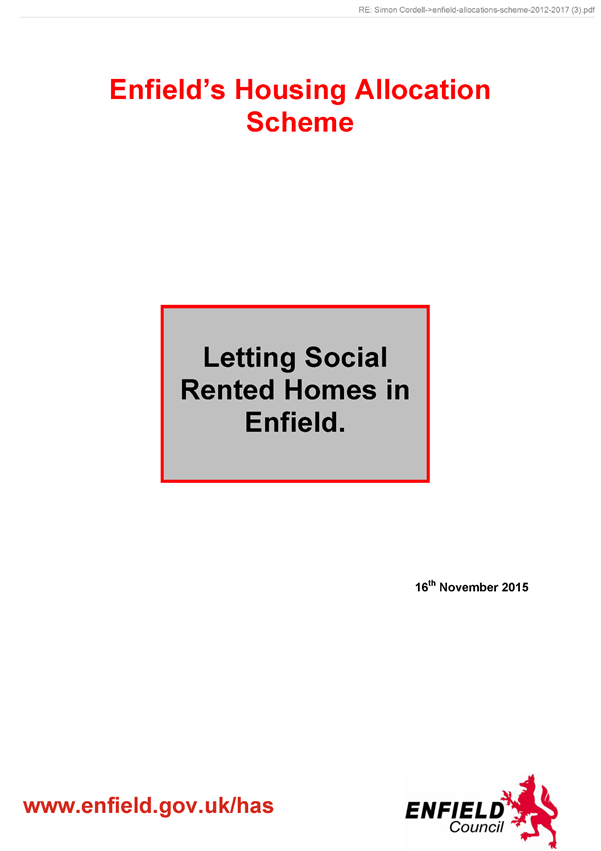 RE: Simon Cordell->enfield-allocations-scheme-2012-2017 (3).pdf
Enfield’s Housing Allocation
Scheme
Letting Social
Rented Homes in
Enfield.
16th November 2015
www.enfield.gov.uk/has
ENFIELD
Council